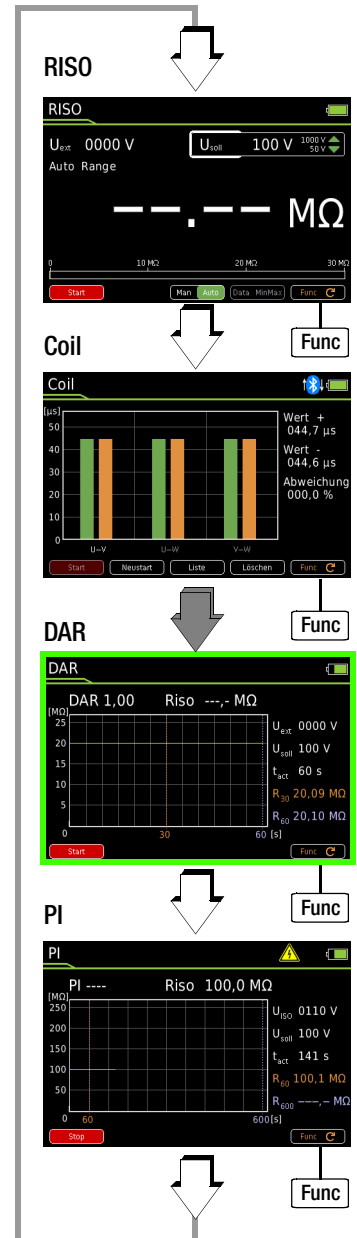 RISO
RISO
Uext 0000 V Usoll 100 V 1000 V 50 V
Auto Range
––.–– MΩ
0 10 MΩ 20 MΩ 30 MΩ
Start Man Auto Data MinMax Func
Func
Coil
Coil
[µs]
50
40
30
20
10
0
U–V U–W V–W
Wert +
044,7 µs
Wert -
044,6 µs
Abweichung
000,0 %
Start Neustart Liste Löschen Func
Func
DAR
DAR
DAR 1,00 Riso ---,- MΩ
[MΩ]
25
20
15
10
5
0 30 60 [s]
Uext 0000 V
Usoll 100 V
tact 60 s
R30 20,09 MΩ
R60 20,10 MΩ
Start Func
Func
PI
PI
PI ---- Riso 100,0 MΩ
[MΩ]
250
200
150
100
50
0 60 600 [s]
UISO 0110 V
Usoll 100 V
tact 141 s
R60 100,1 MΩ
R600 –––,– MΩ
Stop Func
Func